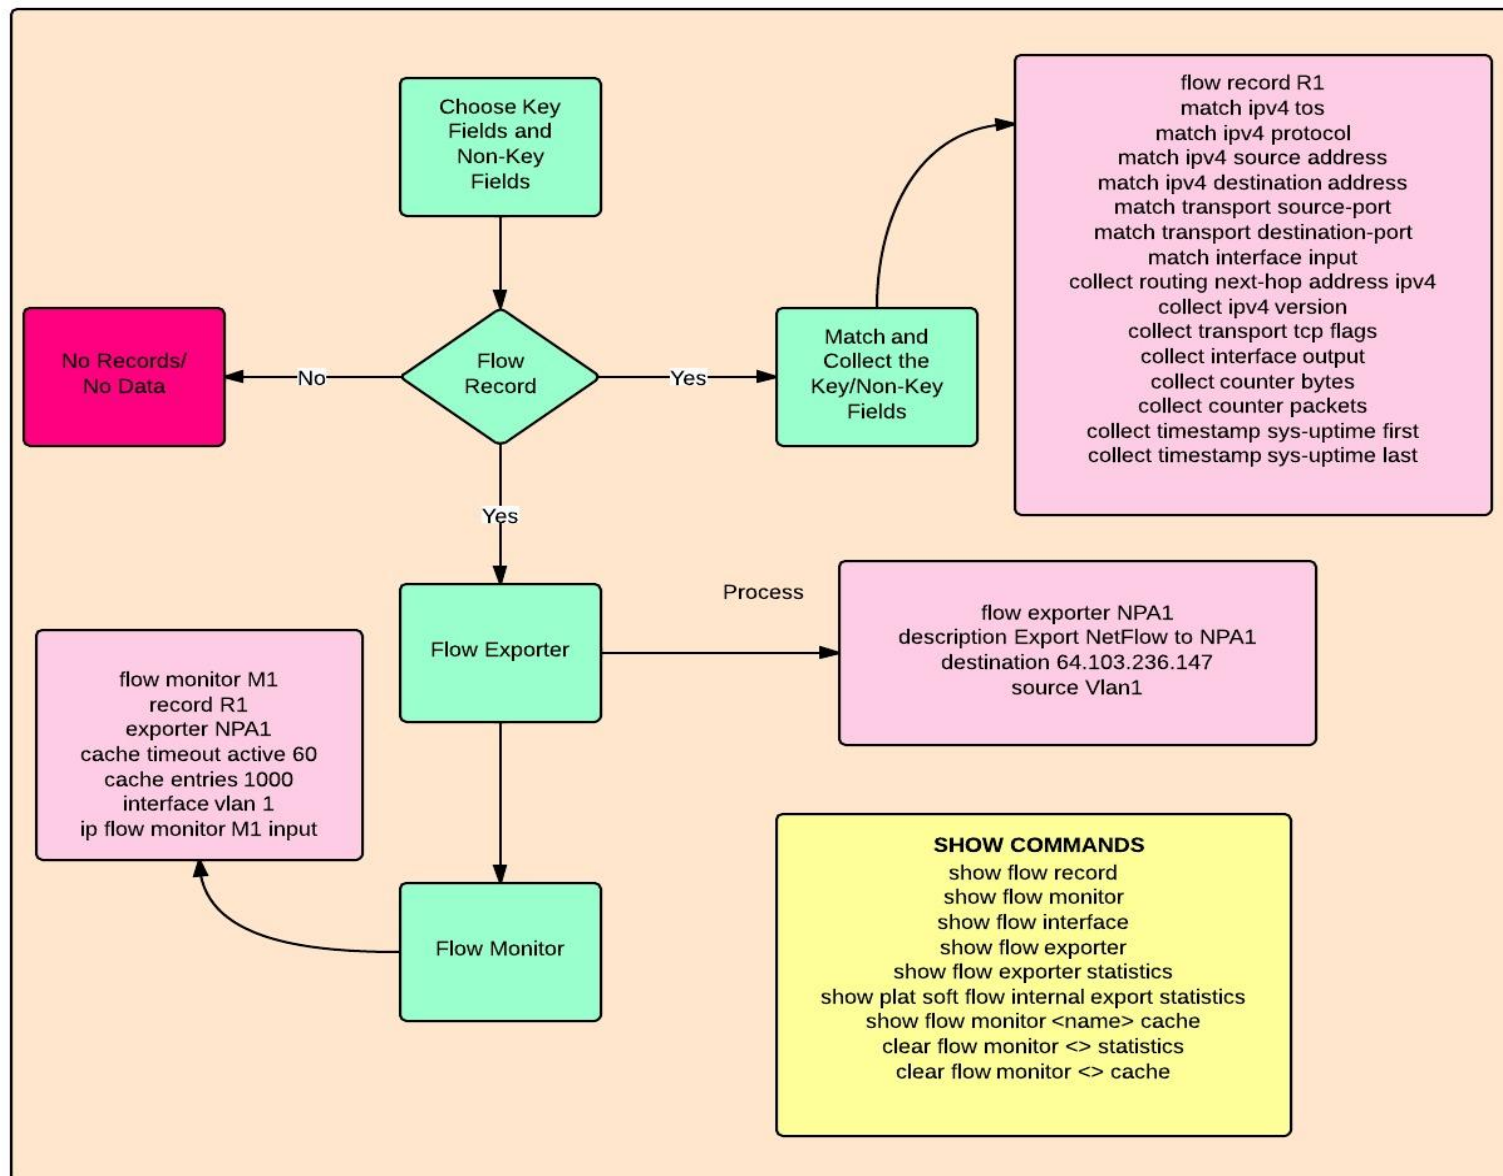 Choose Key
Fields and
Non-Key
Fields
flow record R1
match ipv4 tos
match ipv4 protocol
match ipv4 source address
match ipv4 destination address
match transport source-port
match transport destination-port
match interface input
collect routing next-hop address ipv4
collect ipv4 version
collect transport tcp flags
collect interface output
collect counter bytes
collect counter packets
collect timestamp sys-uptime first
collect timestamp sys-uptime last
No Records/
No Data
No
Flow
Record
Yes
Match and
Collect the
Key/Non-Key
Fields
Yes
Flow Exporter
Process
flow exporter NPA1
description Export NetFlow to NPA1
destination 64.103.236.147
source Vlan1
flow monitor M1
record R1
exporter NPA1
cache timeout active 60
cache entries 1000
interface vlan 1
ip flow monitor M1 input
Flow Monitor
SHOW COMMANDS
show flow record
show flow monitor
show flow interface
show flow exporter
show flow exporter statistics
show plat soft flow internal export statistics
show flow monitor <name> cache
clear flow monitor <> statistics
clear flow monitor <> cache